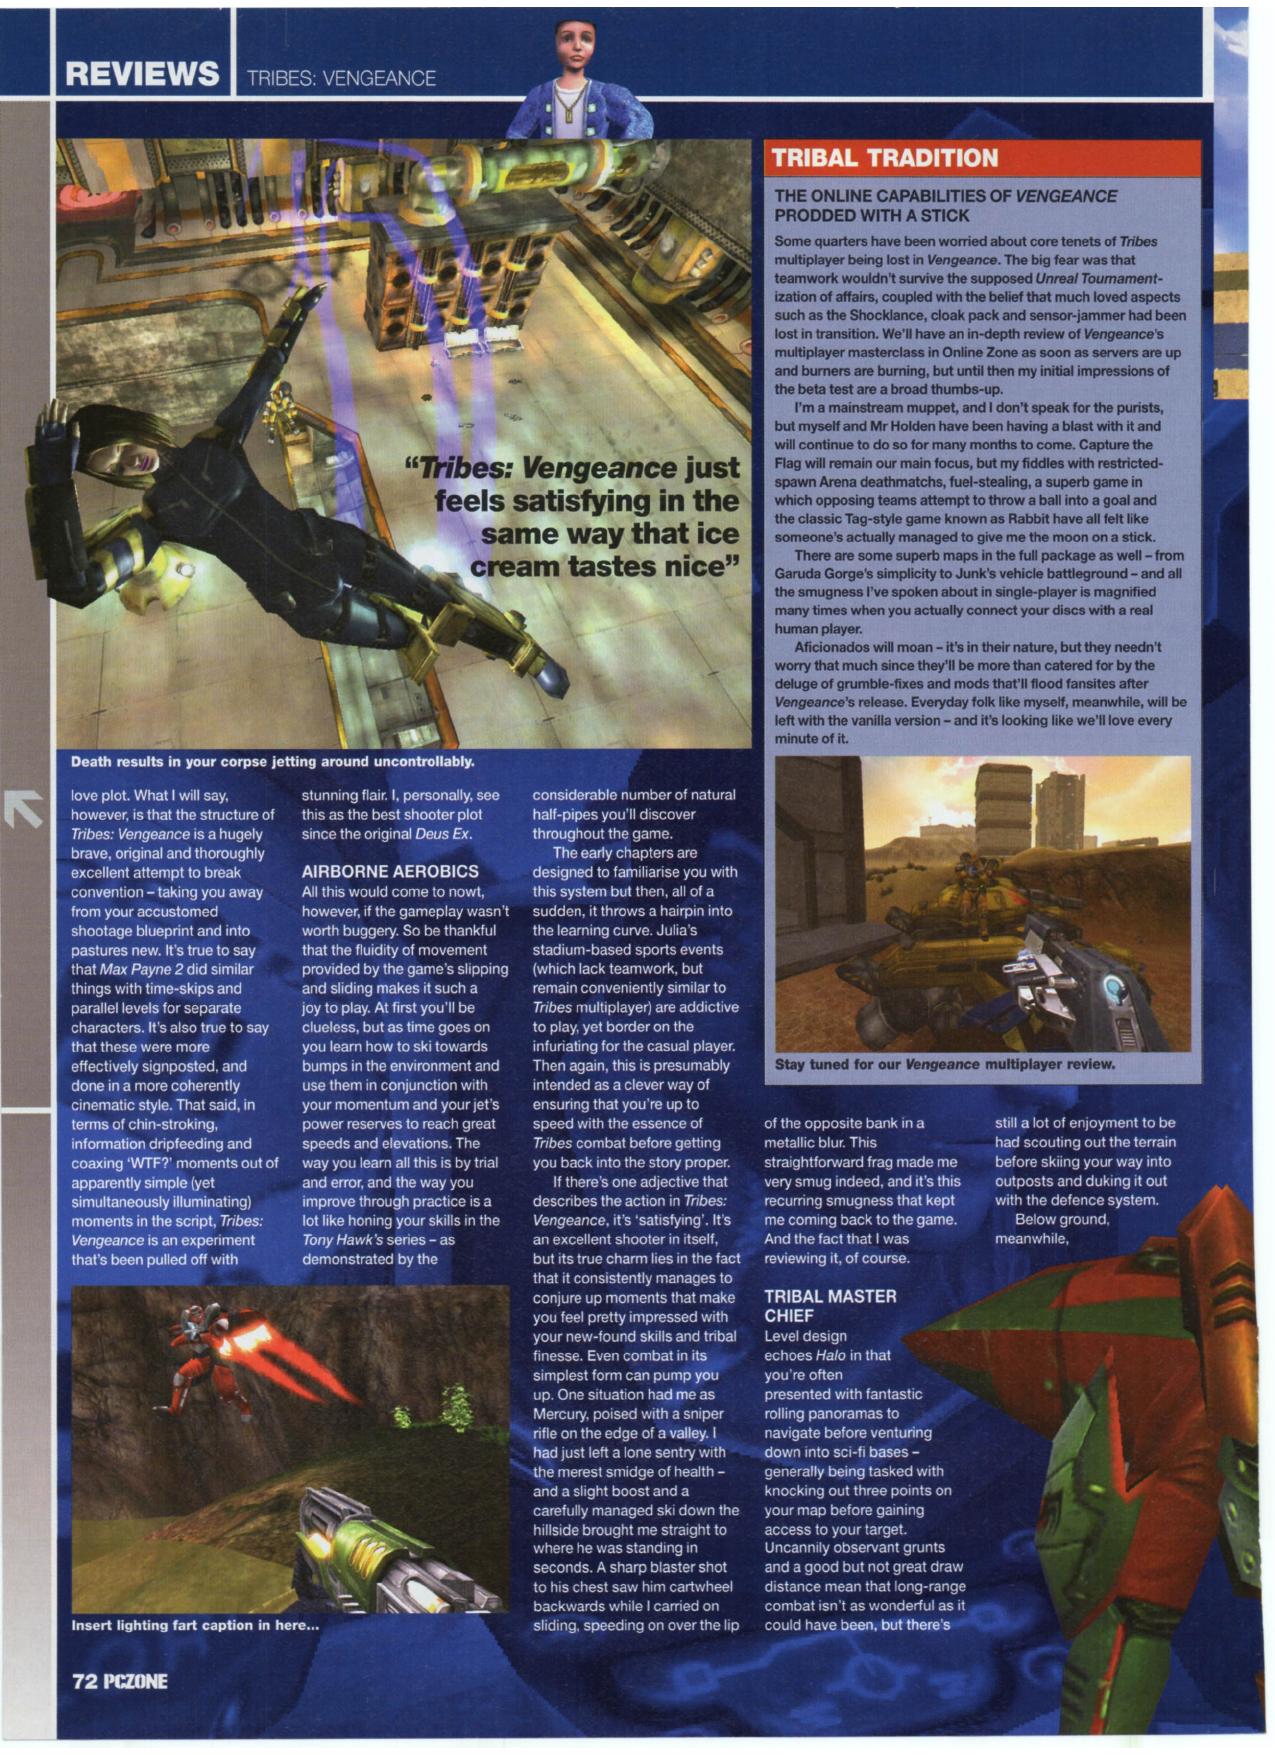 REVIEWS
TRIBES: VENGEANCE
“Tribes: Vengeance just
feels satisfying in the
same way that ice
cream tastes nice”
Death results in your corpse jetting around uncontrollably.
love plot. What I will say,
however, is that the structure of
Tribes: Vengeance is a hugely
brave, original and thoroughly
excellent attempt to break
convention – taking you away
from your accustomed
shootage blueprint and into
pastures new. It's true to say
that Max Payne 2 did similar
things with time-skips and
parallel levels for separate
characters. It's also true to say
that these were more
effectively signposted, and
done in a more coherently
cinematic style. That said, in
terms of chin-stroking,
information dripfeeding and
coaxing ‘WTF?’ moments out of
apparently simple (yet
simultaneously illuminating)
moments in the script, Tribes:
Vengeance is an experiment
that's been pulled off with
stunning flair. I, personally, see
this as the best shooter plot
since the original Deus Ex.
AIRBORNE AEROBICS
All this would come to nowt,
however, if the gameplay wasn't
worth buggery. So be thankful
that the fluidity of movement
provided by the game's slipping
and sliding makes it such a
joy to play. At first you'll be
clueless, but as time goes on
you learn how to ski towards
bumps in the environment and
use them in conjunction with
your momentum and your jet's
power reserves to reach great
speeds and elevations. The
way you learn all this is by trial
and error, and the way you
improve through practice is a
lot like honing your skills in the
Tony Hawk's series – as
demonstrated by the
considerable number of natural
half-pipes you'll discover
throughout the game.
The early chapters are
designed to familiarise you with
this system but then, all of a
sudden, it throws a hairpin into
the learning curve. Julia's
stadium-based sports events
(which lack teamwork, but
remain conveniently similar to
Tribes multiplayer) are addictive
to play, yet border on the
infuriating for the casual player.
Then again, this is presumably
intended as a clever way of
ensuring that you're up to
speed with the essence of
Tribes combat before getting
you back into the story proper.
If there's one adjective that
describes the action in Tribes:
Vengeance, it's ‘satisfying’. It's
an excellent shooter in itself,
but its true charm lies in the fact
that it consistently manages to
conjure up moments that make
you feel pretty impressed with
your new-found skills and tribal
finesse. Even combat in its
simplest form can pump you
up. One situation had me as
Mercury, poised with a sniper
rifle on the edge of a valley. I
had just left a lone sentry with
the merest smidge of health –
and a slight boost and a
carefully managed ski down the
hillside brought me straight to
where he was standing in
seconds. A sharp blaster shot
to his chest saw him cartwheel
backwards while I carried on
sliding, speeding on over the lip
of the opposite bank in a
metallic blur. This
straightforward frag made me
very smug indeed, and it's this
recurring smugness that kept
me coming back to the game.
And the fact that I was
reviewing it, of course.
TRIBAL MASTER
CHIEF
Level design
echoes Halo in that
you're often
presented with fantastic
rolling panoramas to
navigate before venturing
down into sci-fi bases –
generally being tasked with
knocking out three points on
your map before gaining
access to your target.
Uncannily observant grunts
and a good but not great draw
distance mean that long-range
combat isn't as wonderful as it
could have been, but there's
still a lot of enjoyment to be
had scouting out the terrain
before skiing your way into
outposts and duking it out
with the defence system.
Below ground,
meanwhile,
Insert lighting fart caption in here...
TRIBAL TRADITION
THE ONLINE CAPABILITIES OF VENGEANCE
PRODDED WITH A STICK
Some quarters have been worried about core tenets of Tribes
multiplayer being lost in Vengeance. The big fear was that
teamwork wouldn't survive the supposed Unreal Tournament-
ization of affairs, coupled with the belief that much loved aspects
such as the Shocklance, cloak pack and sensor-jammer had been
lost in transition. We'll have an in-depth review of Vengeance's
multiplayer masterclass in Online Zone as soon as servers are up
and burners are burning, but until then my initial impressions of
the beta test are a broad thumbs-up.
I'm a mainstream muppet, and I don't speak for the purists,
but myself and Mr Holden have been having a blast with it and
will continue to do so for many months to come. Capture the
Flag will remain our main focus, but my fiddles with restricted-
spawn Arena deathmatchs, fuel-stealing, a superb game in
which opposing teams attempt to throw a ball into a goal and
the classic Tag-style game known as Rabbit have all felt like
someone's actually managed to give me the moon on a stick.
There are some superb maps in the full package as well – from
Garuda Gorge's simplicity to Junk's vehicle battleground – and all
the smugness I've spoken about in single-player is magnified
many times when you actually connect your discs with a real
human player.
Aficionados will moan – it's in their nature, but they needn't
worry that much since they'll be more than catered for by the
deluge of grumble-fixes and mods that'll flood fansites after
Vengeance's release. Everyday folk like myself, meanwhile, will be
left with the vanilla version – and it's looking like we'll love every
minute of it.
Stay tuned for our Vengeance multiplayer review.
72 PCZONE